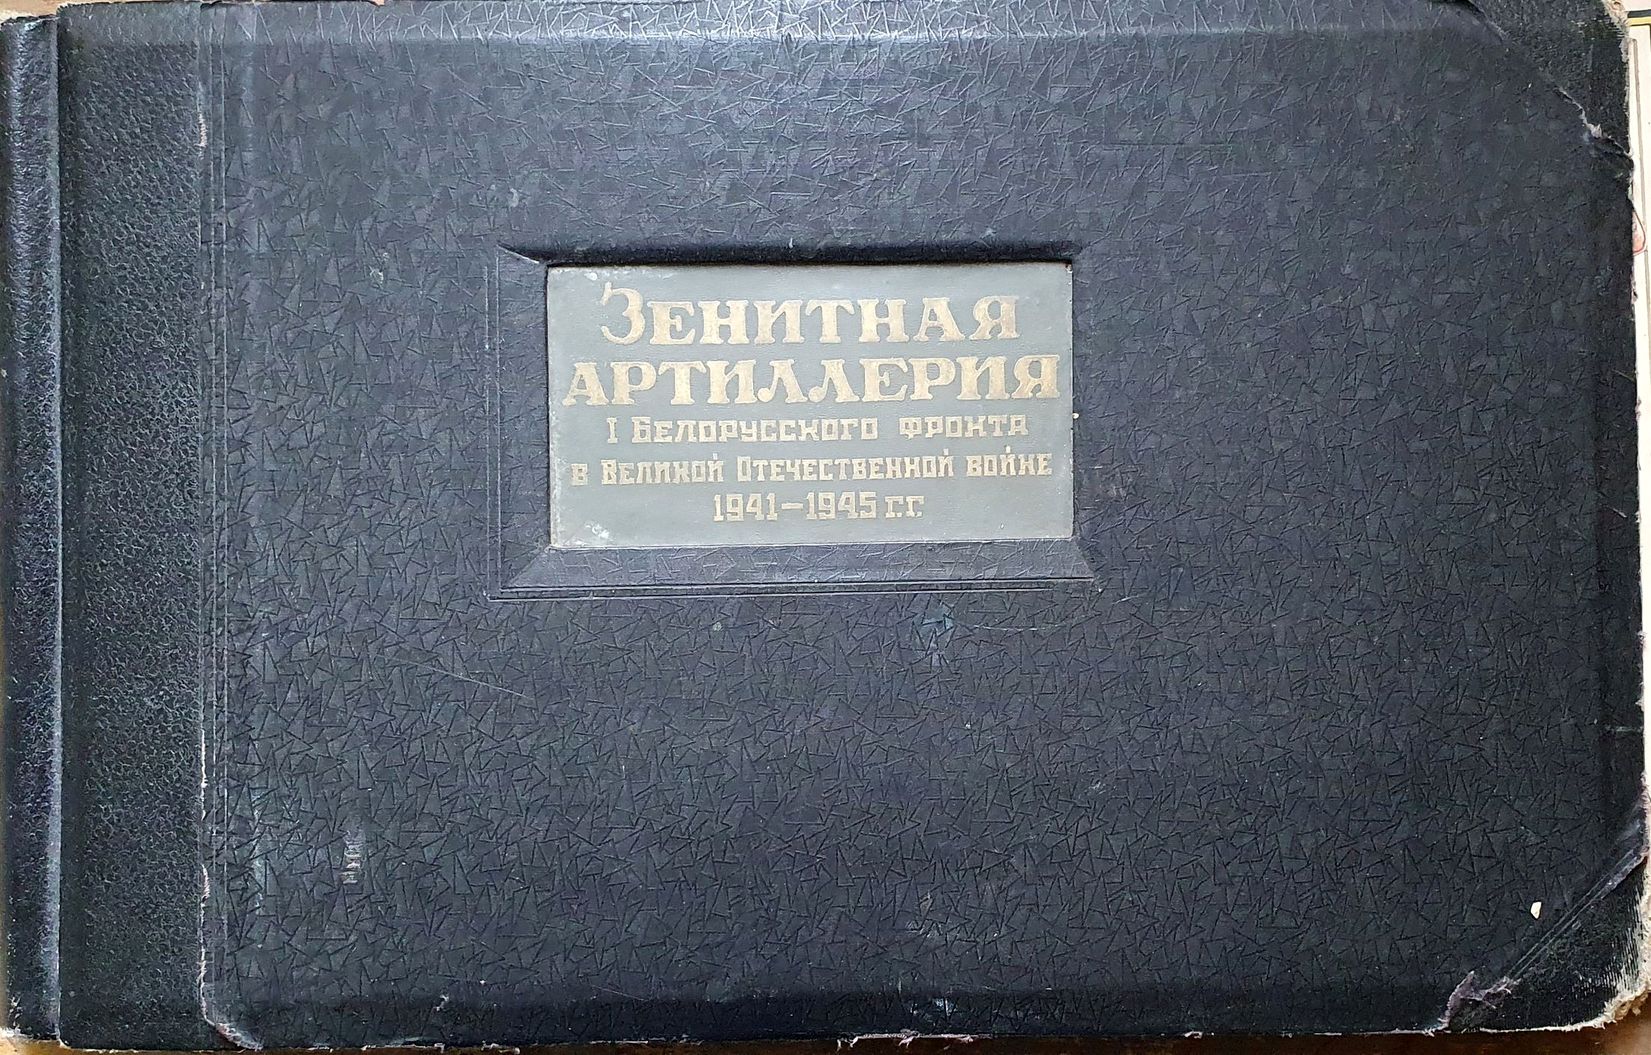 Зенитная
артиллерия
I Белорусского фронта
в Великой Отечественной войне
1941–1945 г.г.